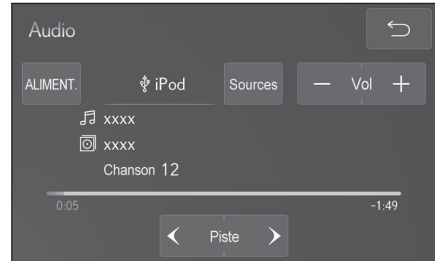 Audio
ALIMENT. iPod Sources – Vol +
xxxx
xxxx
Chanson 12
0:05 -1:49
Piste